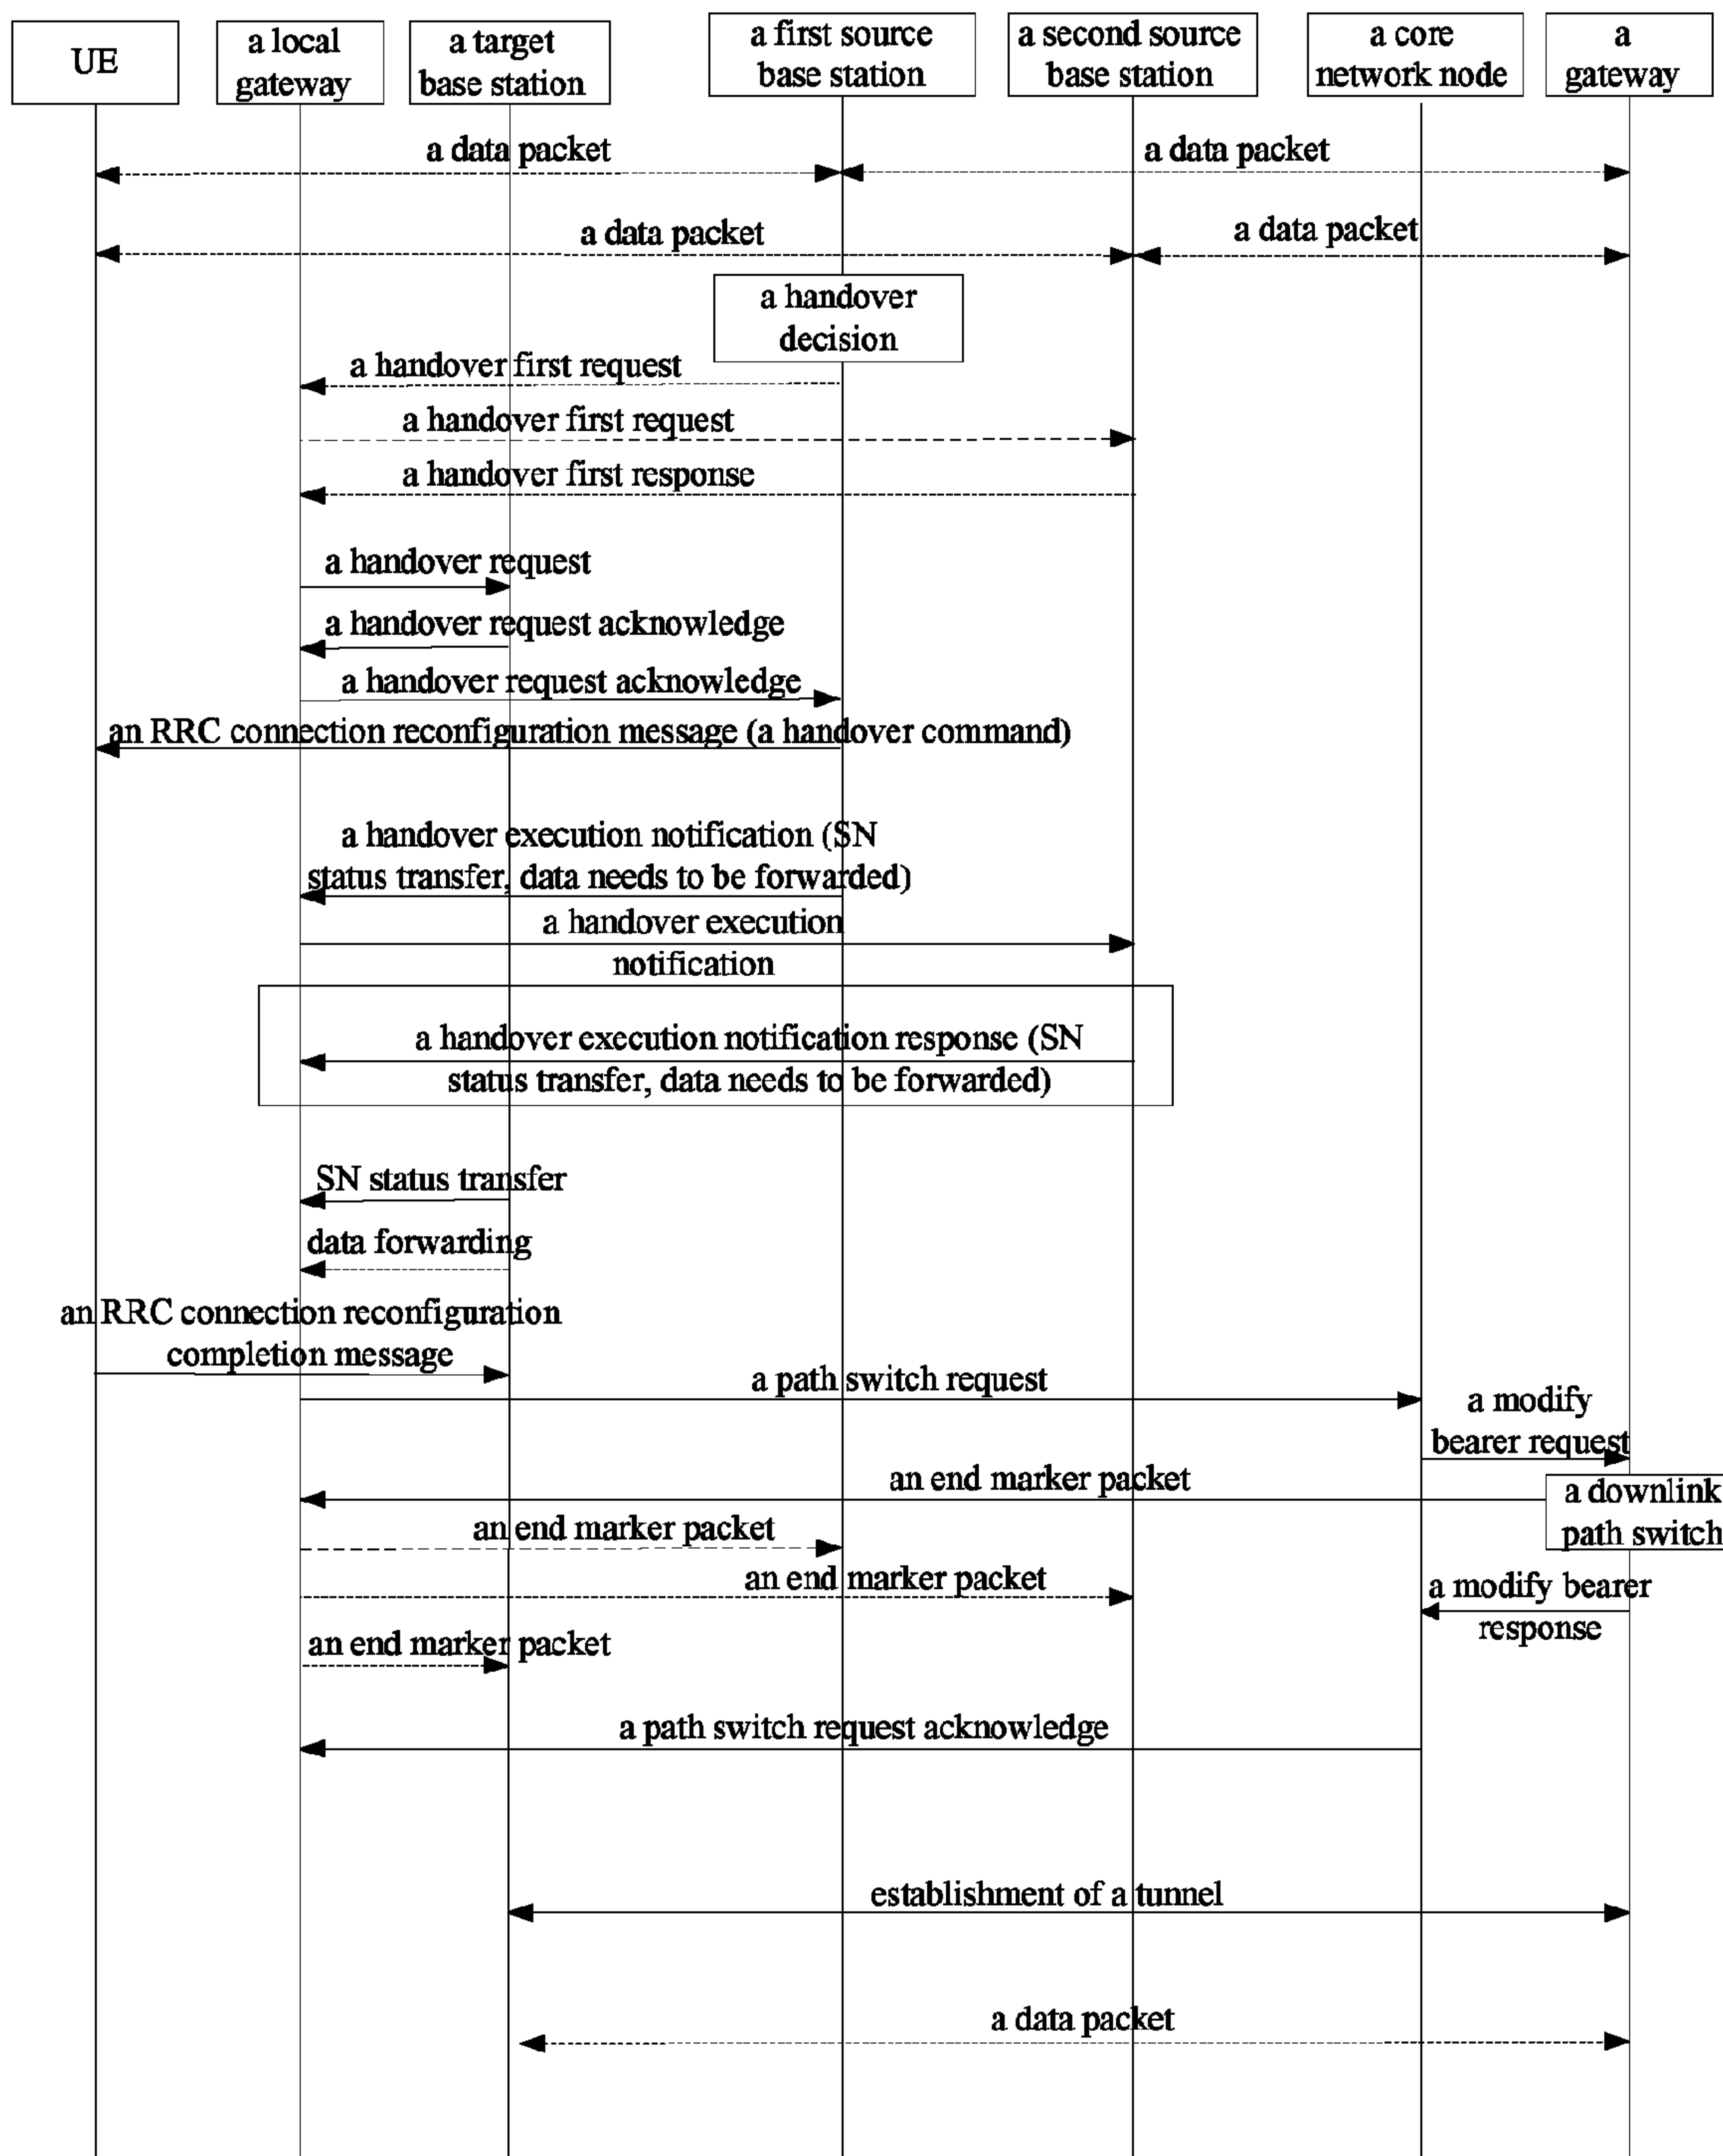 UE
a local
gateway
a target
base station
a first source
base station
a second source
base station
a core
network node
a
gateway
a data packet
a data packet
a data packet
a data packet
a handover
decision
a handover first request
a handover first request
a handover first response
a handover request
a handover request acknowledge
a handover request acknowledge
an RRC connection reconfiguration message (a handover command)
a handover execution notification (SN
status transfer, data needs to be forwarded)
a handover execution
notification
a handover execution notification response (SN
status transfer, data needs to be forwarded)
SN status transfer
data forwarding
an RRC connection reconfiguration
completion message
a path switch request
a modify
bearer request
an end marker packet
a downlink
path switch
an end marker packet
an end marker packet
a modify bearer
response
an end marker packet
a path switch request acknowledge
establishment of a tunnel
a data packet